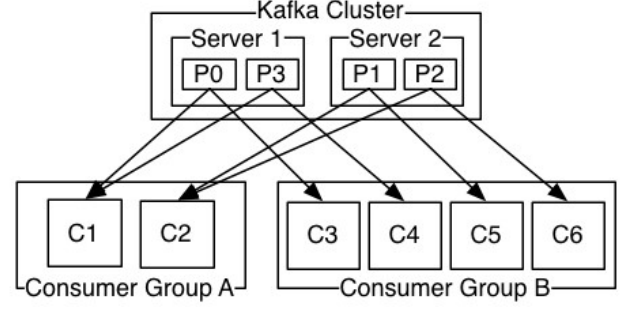 Kafka Cluster
Server 1
Server 2
P0
P3
P1
P2
C1
C2
C3
C4
C5
C6
Consumer Group A
Consumer Group B